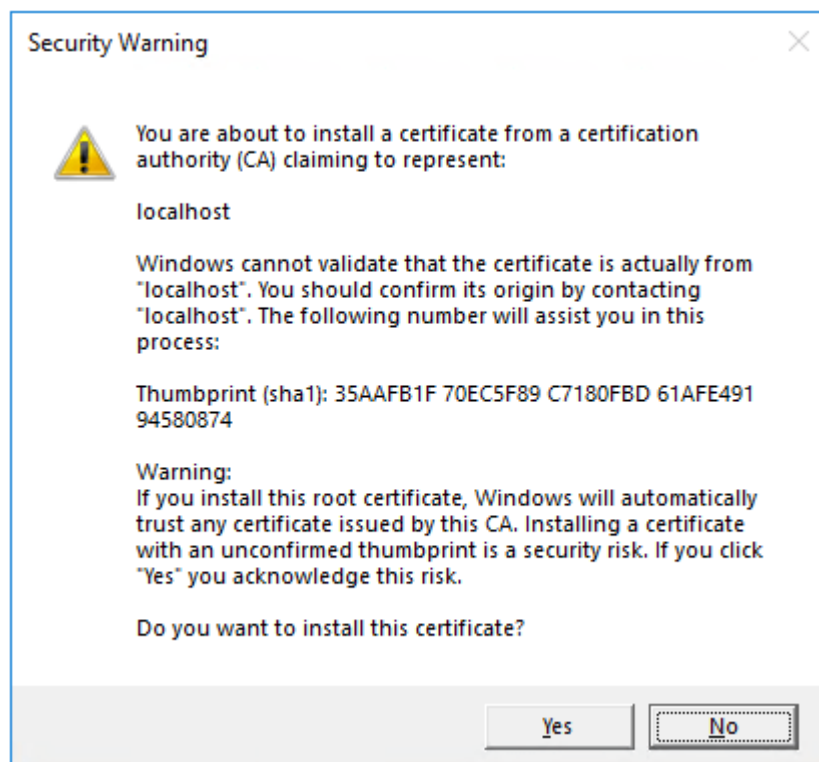 Security Warning
You are about to install a certificate from a certification
authority (CA) claiming to represent:
localhost
Windows cannot validate that the certificate is actually from
"localhost". You should confirm its origin by contacting
"localhost". The following number will assist you in this
process:
Thumbprint (sha1): 35AAFB1F 70EC5F89 C7180FBD 61AFE491
94580874
Warning:
If you install this root certificate, Windows will automatically
trust any certificate issued by this CA. Installing a certificate
with an unconfirmed thumbprint is a security risk. If you click
"Yes" you acknowledge this risk.
Do you want to install this certificate?
Yes No